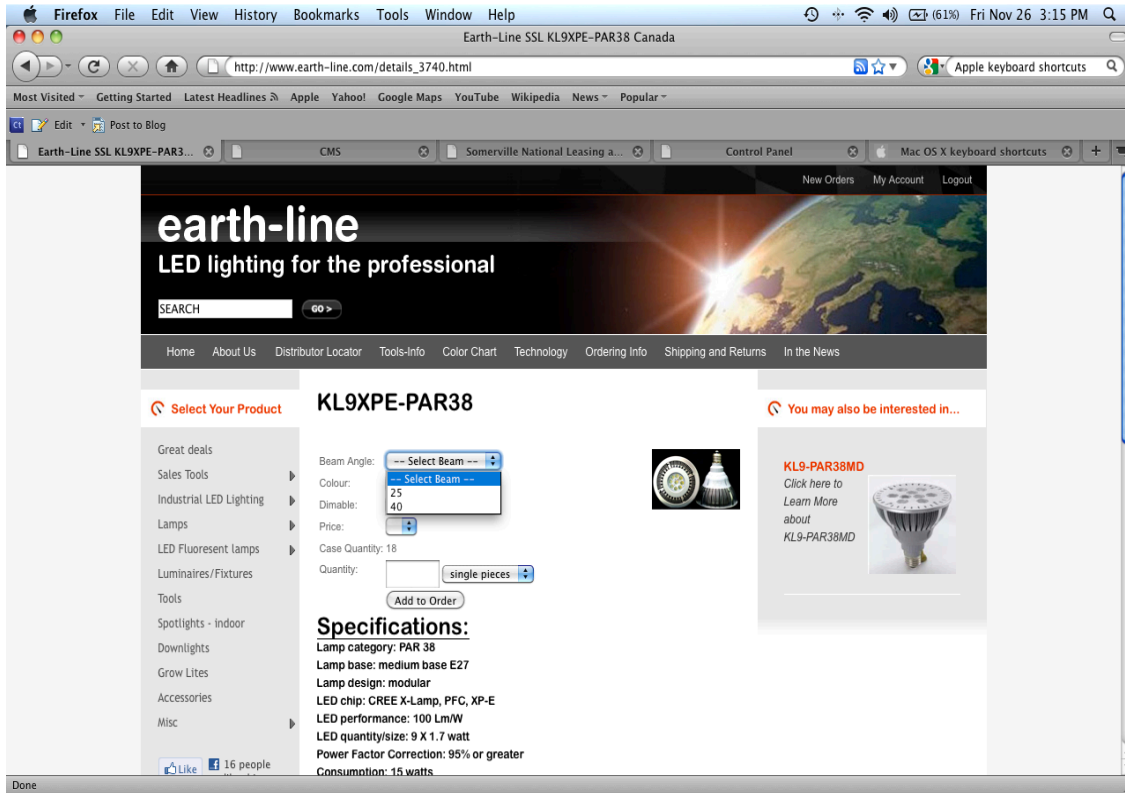 Firefox File Edit View History Bookmarks Tools Window Help (61%) Fri Nov 26 3:15 PM
Earth-Line SSL KL9XPE-PAR38 Canada
http://www.earth-line.com/details_3740.html Apple keyboard shortcuts
Most Visited Getting Started Latest Headlines Apple Yahoo! Google Maps YouTube Wikipedia News Popular
Ct Edit Post to Blog
Earth-Line SSL KL9XPE-PAR3... CMS Somerville National Leasing a... Control Panel Mac OS X keyboard shortcuts +
New Orders My Account Logout
earth-line
LED lighting for the professional
SEARCH GO >
Home About Us Distributor Locator Tools-Info Color Chart Technology Ordering Info Shipping and Returns In the News
Select Your Product
Great deals
Sales Tools
Industrial LED Lighting
Lamps
LED Fluoresent lamps
Luminaires/Fixtures
Tools
Spotlights - indoor
Downlights
Grow Lites
Accessories
Misc
Like 16 people
KL9XPE-PAR38
Beam Angle: -- Select Beam --
-- Select Beam --
25
40
Colour:
Dimable:
Price:
Case Quantity: 18
Quantity: single pieces
Add to Order
Specifications:
Lamp category: PAR 38
Lamp base: medium base E27
Lamp design: modular
LED chip: CREE X-Lamp, PFC, XP-E
LED performance: 100 Lm/W
LED quantity/size: 9 X 1.7 watt
Power Factor Correction: 95% or greater
Consumption: 15 watts
You may also be interested in...
KL9-PAR38MD
Click here to
Learn More
about
KL9-PAR38MD
Done